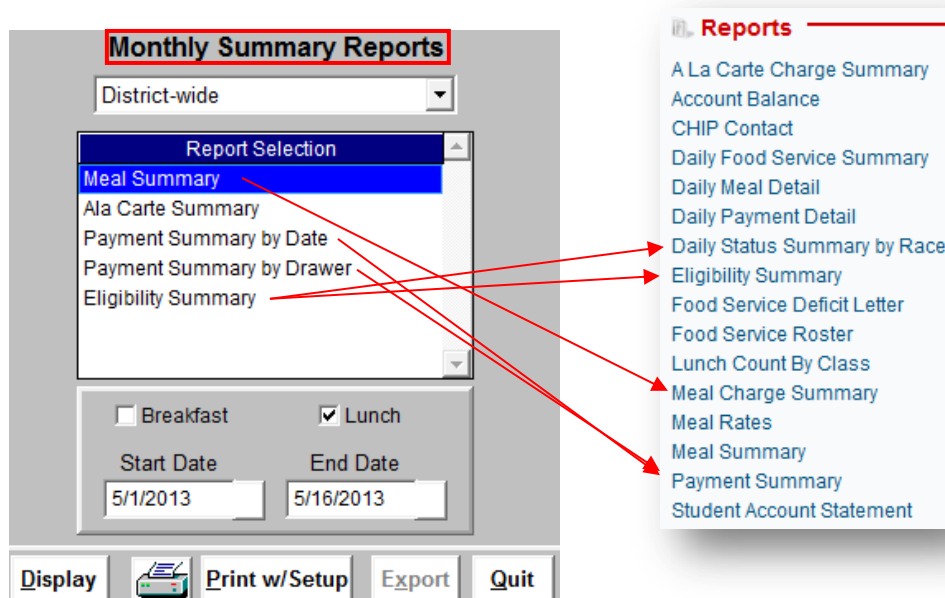 Monthly Summary Reports
District-wide
Report Selection
Meal Summary
Ala Carte Summary
Payment Summary by Date
Payment Summary by Drawer
Eligibility Summary
Breakfast
Lunch
Start Date
End Date
5/1/2013
5/16/2013
Display
Print w/Setup
Export
Quit
Reports
A La Carte Charge Summary
Account Balance
CHIP Contact
Daily Food Service Summary
Daily Meal Detail
Daily Payment Detail
Daily Status Summary by Race
Eligibility Summary
Food Service Deficit Letter
Food Service Roster
Lunch Count By Class
Meal Charge Summary
Meal Rates
Meal Summary
Payment Summary
Student Account Statement